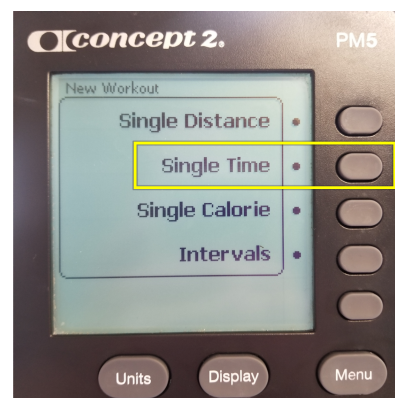 concept 2.
PM5
New Workout
Single Distance
Single Time
Single Calorie
Intervals
Units
Display
Menu